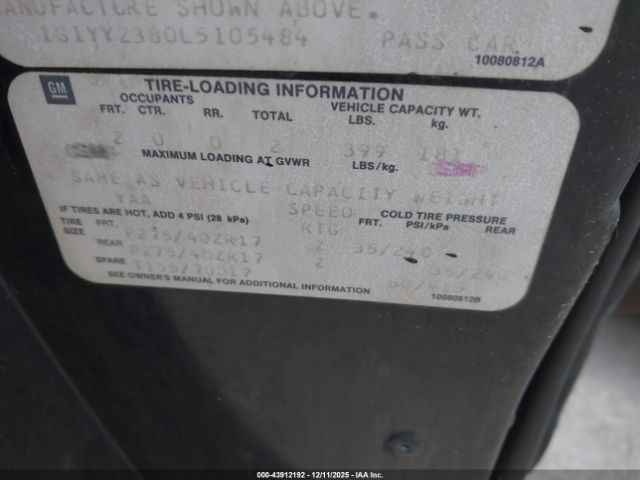 MANUFACTURE SHOWN ABOVE.
1G1YY2380L5105484 PASS CAR
10080812A
GM TIRE-LOADING INFORMATION
OCCUPANTS VEHICLE CAPACITY WT.
FRT. CTR. RR. TOTAL LBS. kg.
2 0 0 2 399
MAXIMUM LOADING AT GVWR LBS/kg.
SAME AS VEHICLE CAPACITY WEIGHT
YAA SPEED
IF TIRES ARE HOT, ADD 4 PSI (28 kPa) RTG COLD TIRE PRESSURE
TIRE SIZE FRT. P275/40ZR17 Z FRT. PSI/kPa REAR
35/240
REAR P275/40ZR17 Z 35/240
SPARE
SEE OWNER'S MANUAL FOR ADDITIONAL INFORMATION
10080812B
000-43912192 - 12/11/2025 - IAAI.COM